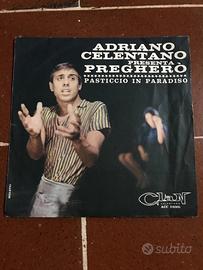 ADRIANO
CELENTANO
PRESENTA
PREGHERÒ
PASTICCIO IN PARADISO
CLAN
subito